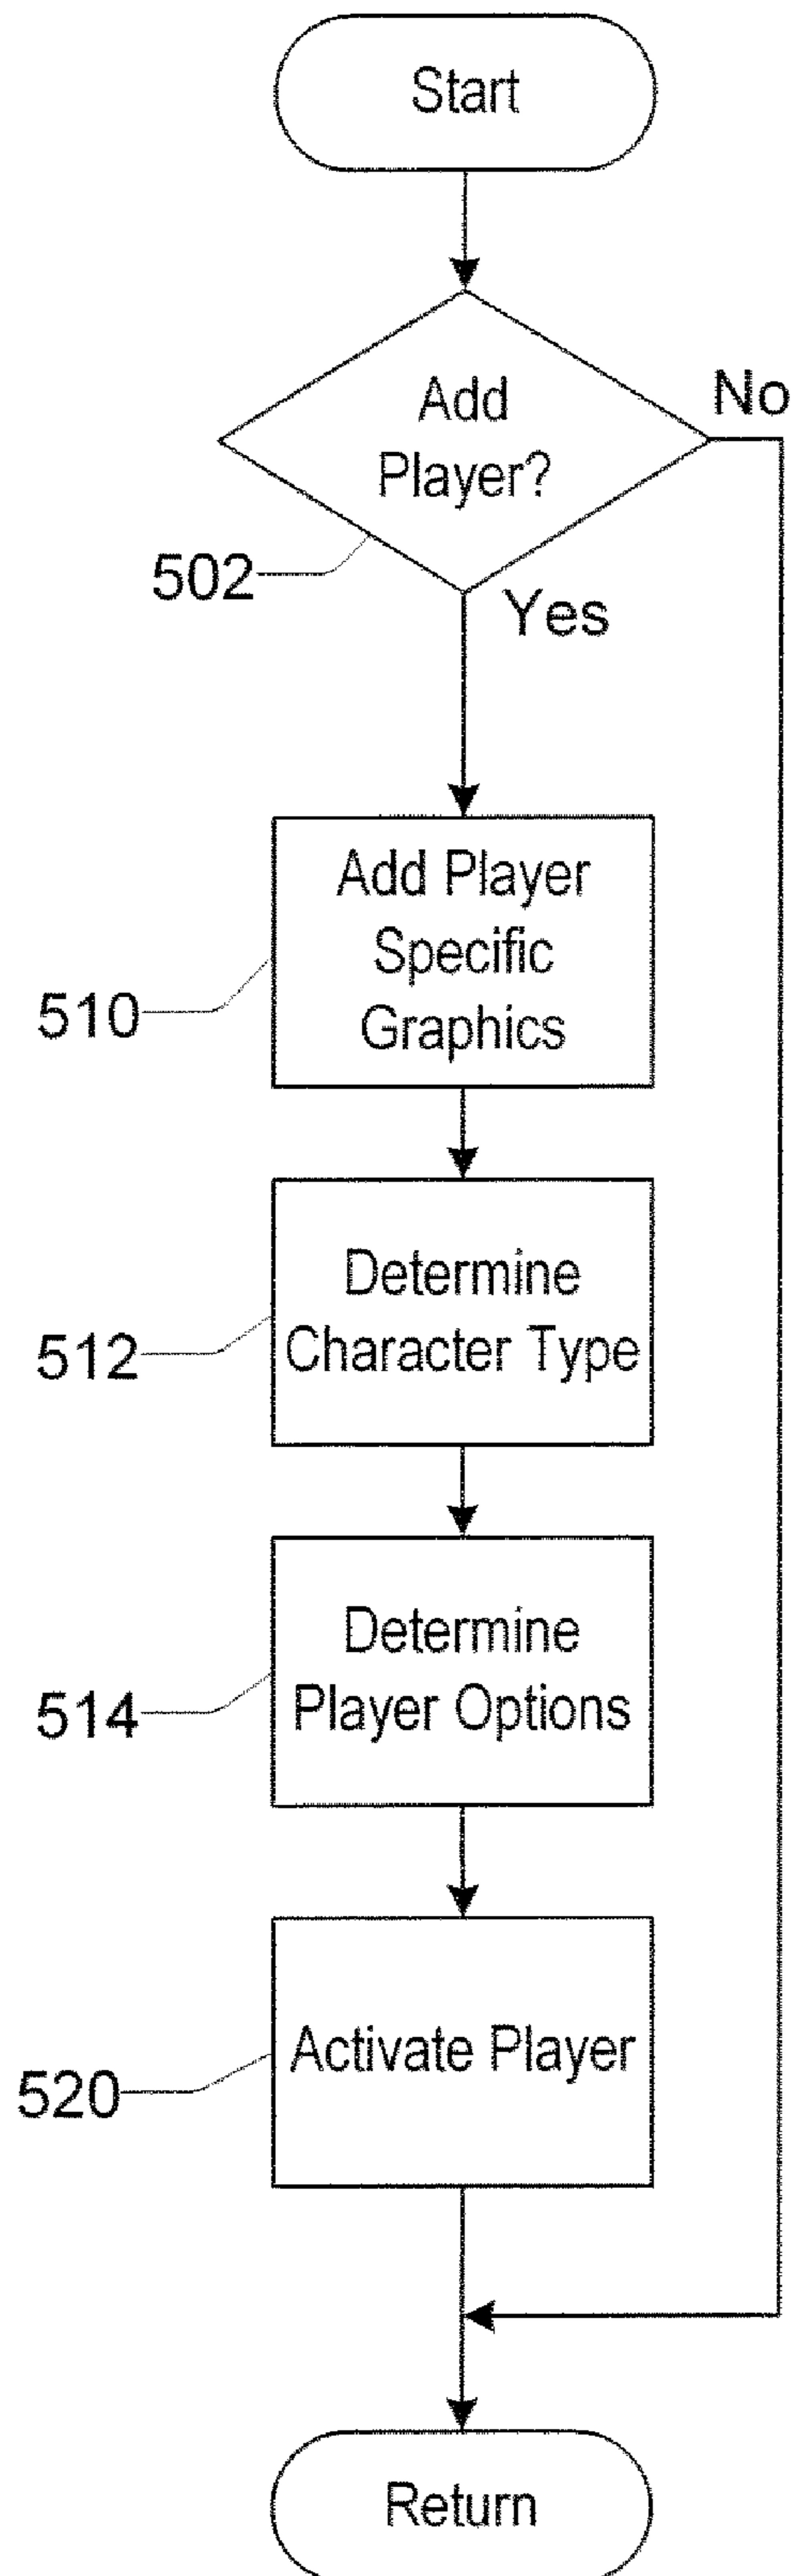 Start
Add
Player?
No
502
Yes
Add Player
Specific
Graphics
510
Determine
Character Type
512
Determine
Player Options
514
Activate Player
520
Return